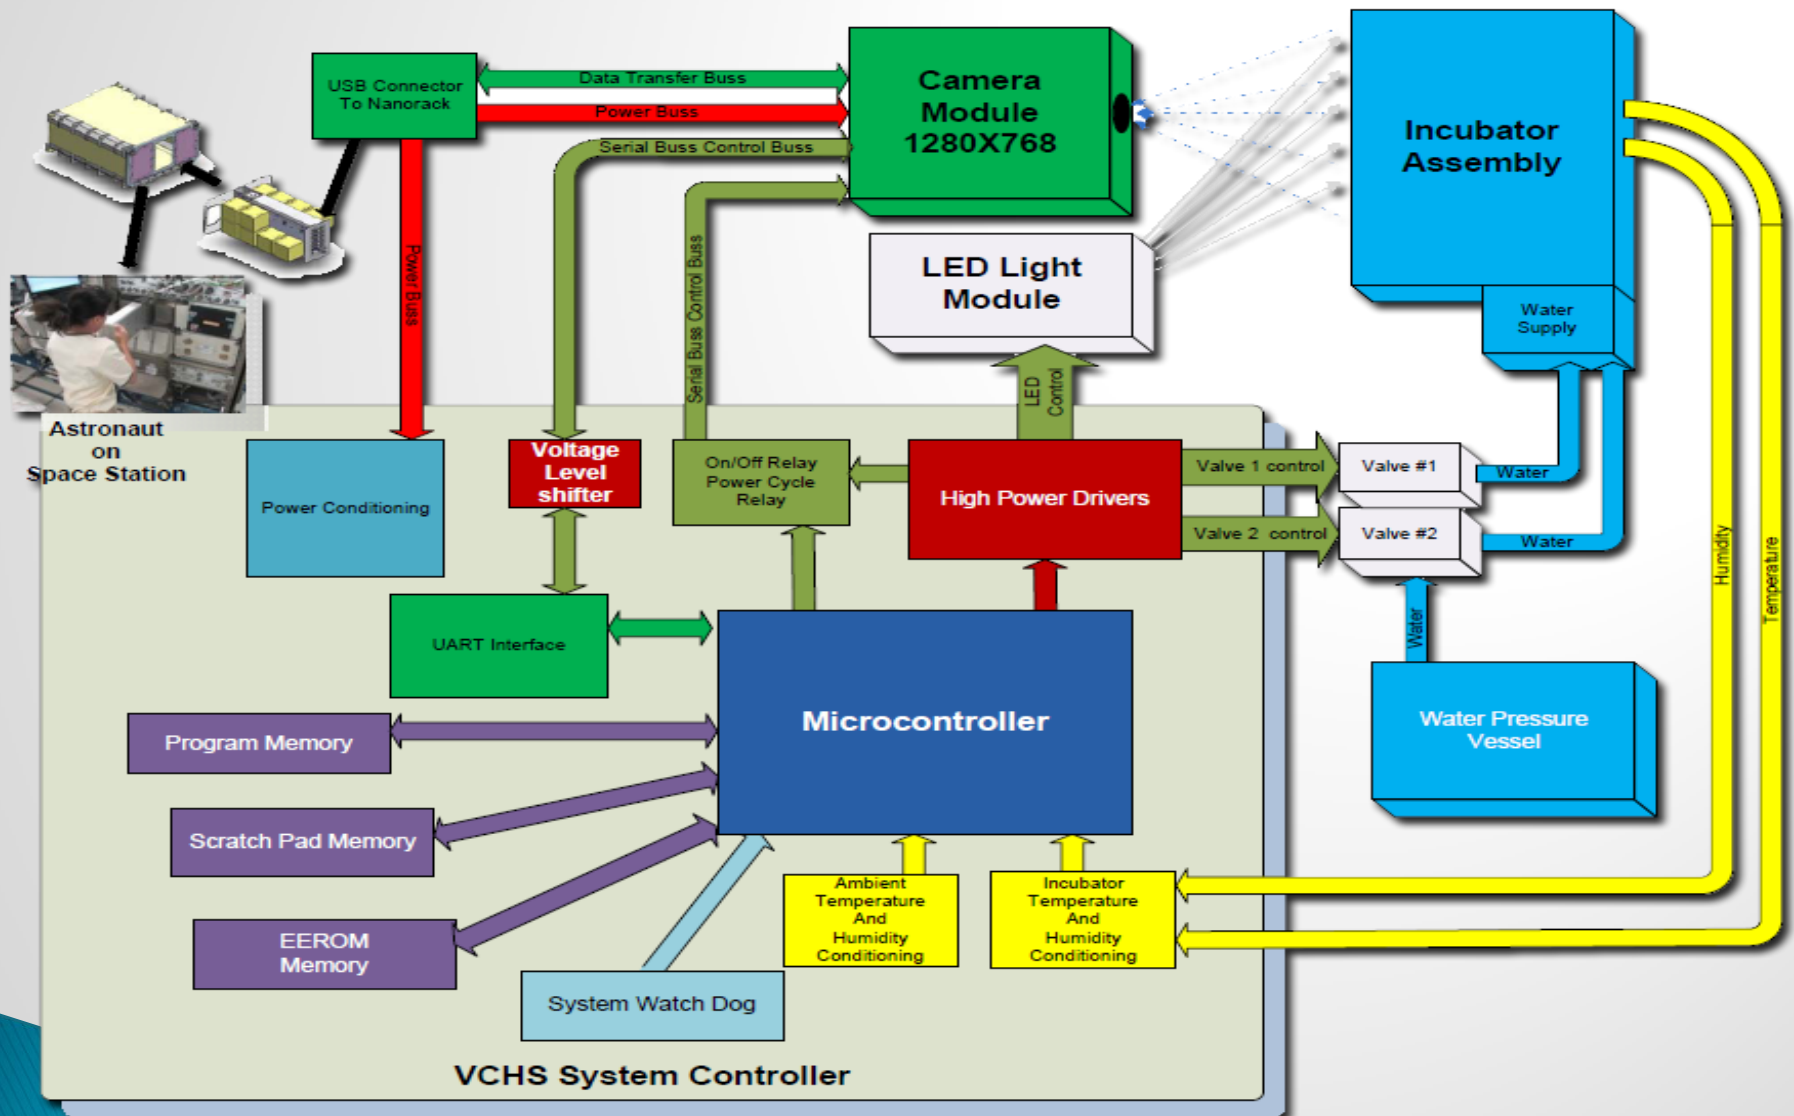 USB Connector
To Nanorack
Data Transfer Buss
Power Buss
Serial Buss Control Buss
Camera
Module
1280X768
Incubator
Assembly
Power Buss
Serial Buss Control Buss
LED Light
Module
Water
Supply
LED
Control
Astronaut
on
Space Station
Power Conditioning
Voltage
Level
shifter
On/Off Relay
Power Cycle
Relay
High Power Drivers
Valve 1 control
Valve #1
Water
Valve 2 control
Valve #2
Water
Humidity
Temperature
Water
UART Interface
Microcontroller
Water Pressure
Vessel
Program Memory
Scratch Pad Memory
EEROM
Memory
System Watch Dog
Ambient
Temperature
And
Humidity
Conditioning
Incubator
Temperature
And
Humidity
Conditioning
VCHS System Controller